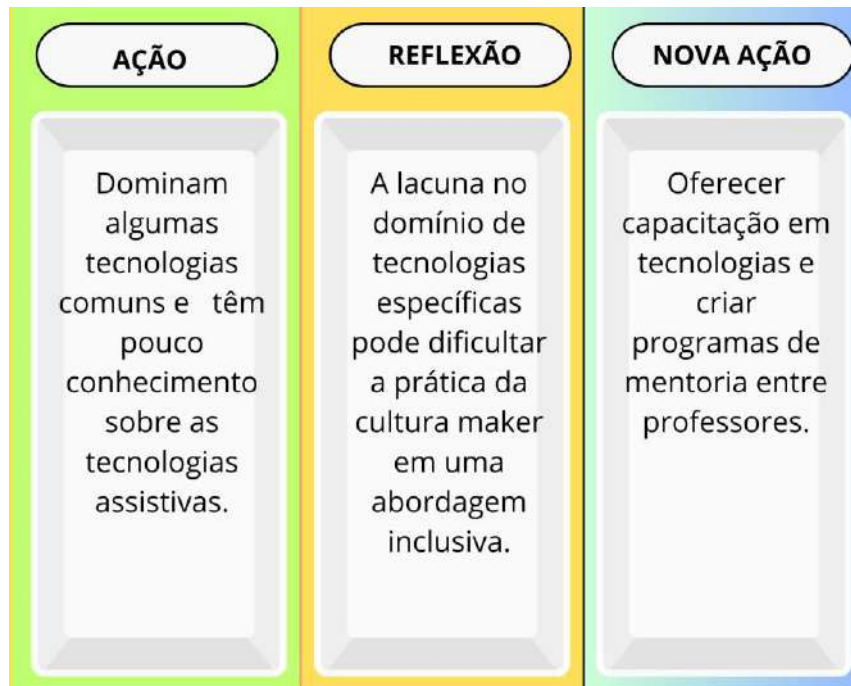 AÇÃO
Dominam
algumas
tecnologias
comuns e têm
pouco
conhecimento
sobre as
tecnologias
assistivas.
REFLEXÃO
A lacuna no
domínio de
tecnologias
específicas
pode dificultar
a prática da
cultura maker
em uma
abordagem
inclusiva.
NOVA AÇÃO
Oferecer
capacitação em
tecnologias e
criar
programas de
mentoria entre
professores.